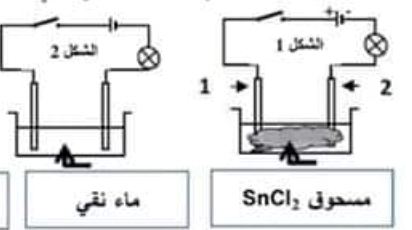 الشكل 1
+ -
1
2
مسحوق SnCl₂
الشكل 2
ماء نقي